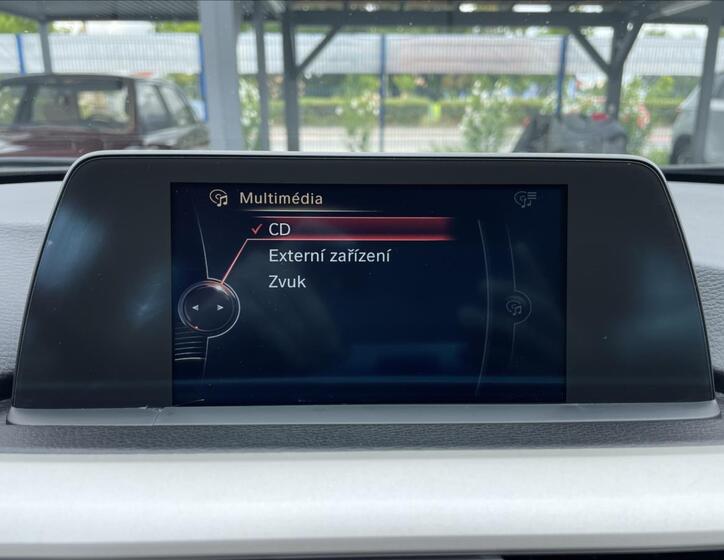 Multimédia
CD
Externí zařízení
Zvuk